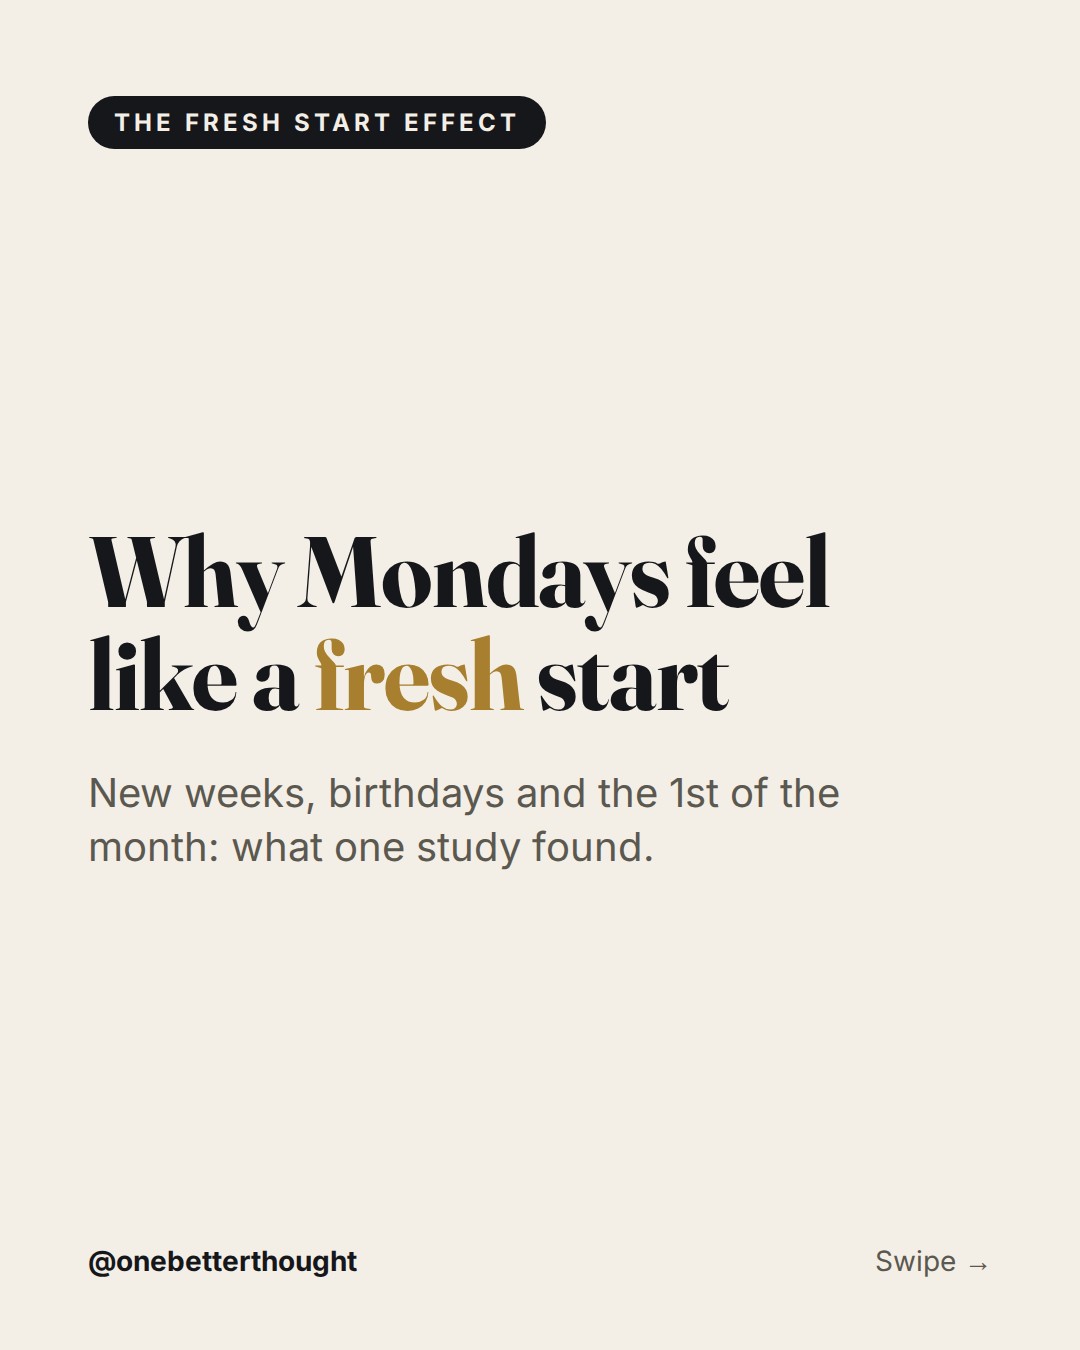 THE FRESH START EFFECT
Why Mondays feel
like a fresh start
New weeks, birthdays and the 1st of the
month: what one study found.
@onebetterthought
Swipe →